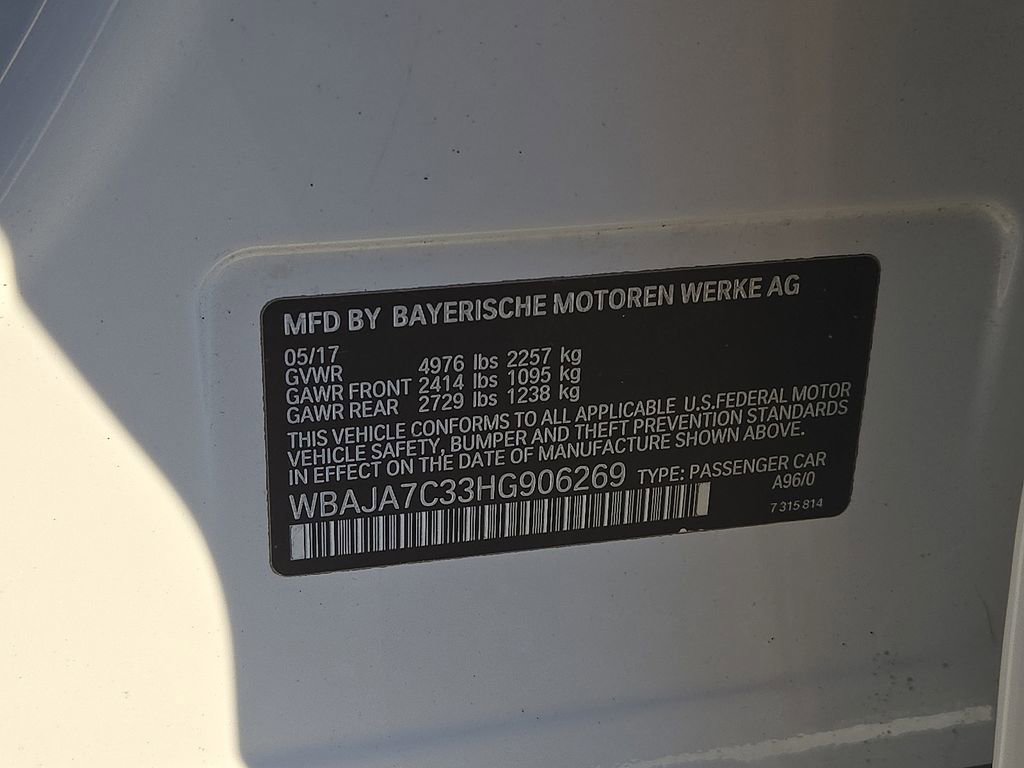 MFD BY BAYERISCHE MOTOREN WERKE AG
05/17
GVWR 4976 lbs 2257 kg
GAWR FRONT 2414 lbs 1095 kg
GAWR REAR 2729 lbs 1238 kg
THIS VEHICLE CONFORMS TO ALL APPLICABLE U.S.FEDERAL MOTOR
VEHICLE SAFETY, BUMPER AND THEFT PREVENTION STANDARDS
IN EFFECT ON THE DATE OF MANUFACTURE SHOWN ABOVE.
WBAJA7C33HG906269 TYPE: PASSENGER CAR
A96/0
7 315 814